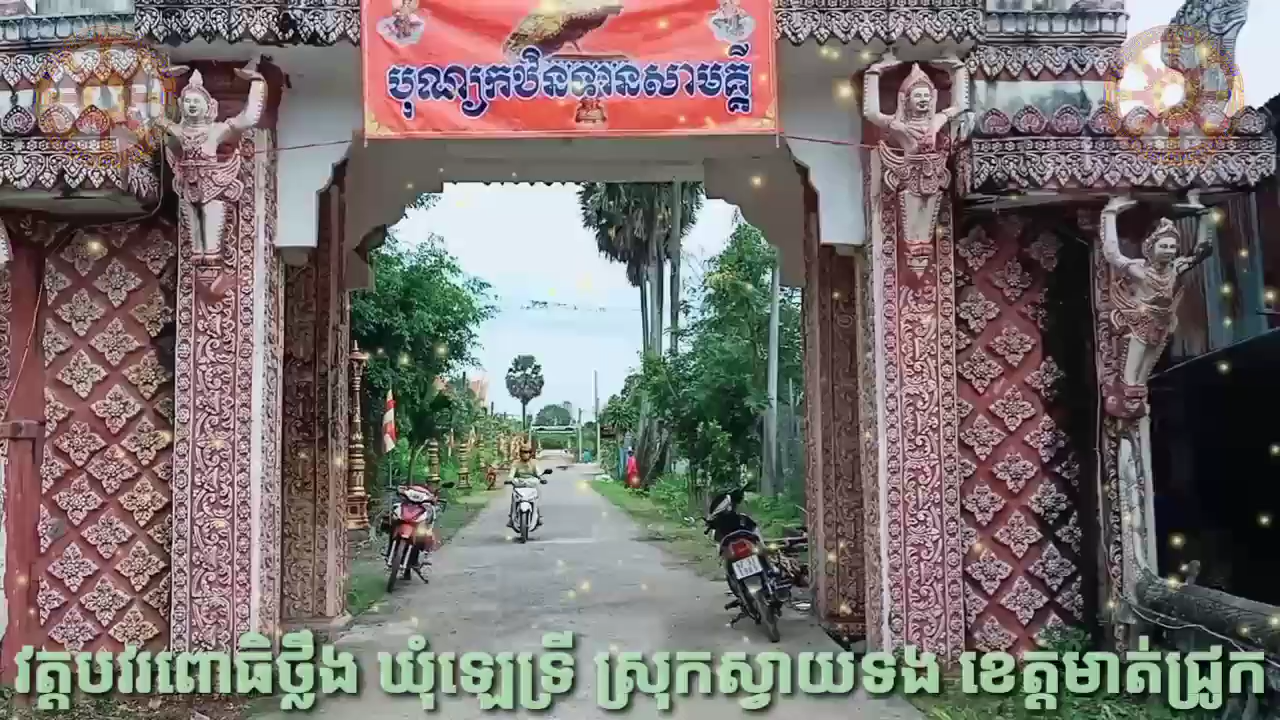 បុណ្យកឋិនទានសាមគ្គី
វត្តបវរពោធិថ្លឹង ឃុំឡេទ្រី ស្រុកស្វាយទង ខេត្តមាត់ជ្រូក